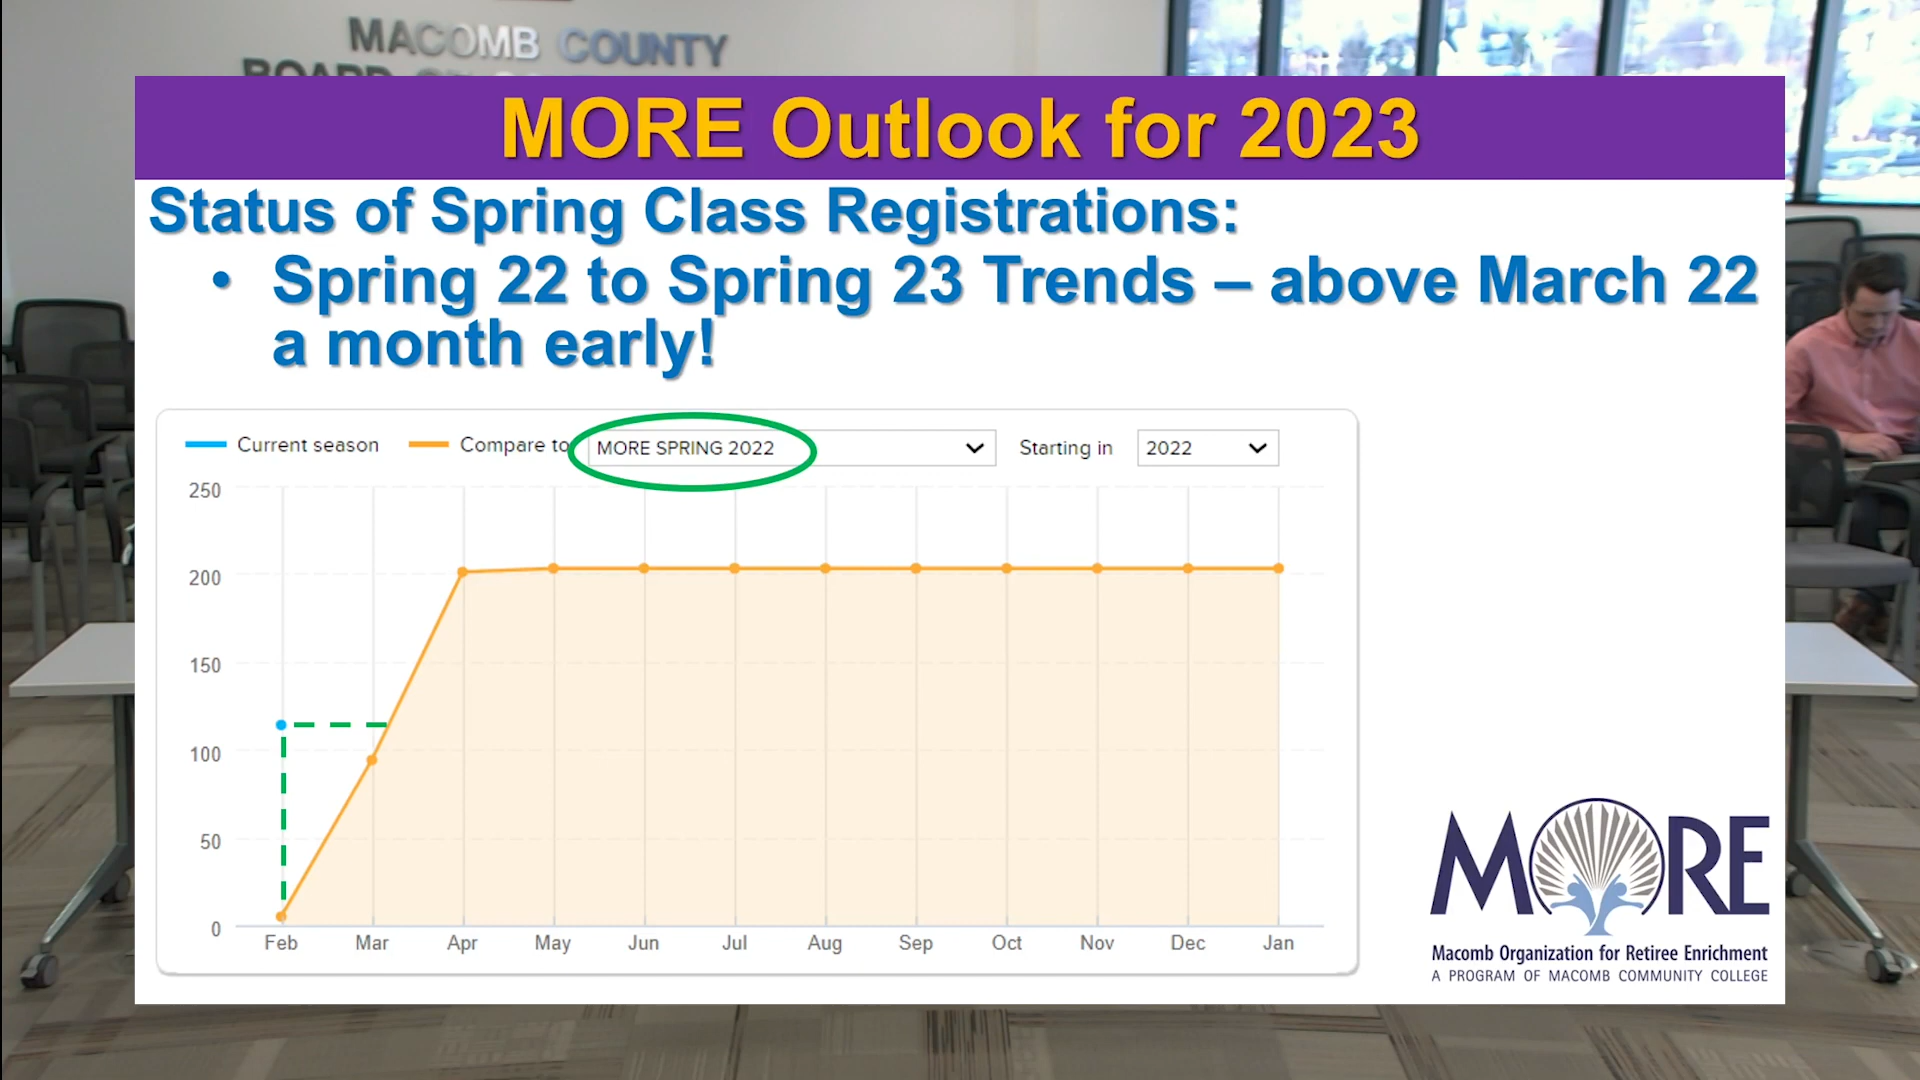 MACOMB COUNTY
BOARD
MORE Outlook for 2023
Status of Spring Class Registrations:
• Spring 22 to Spring 23 Trends – above March 22
a month early!
Current season
Compare to
MORE SPRING 2022
Starting in
2022
250
200
150
100
50
0
Feb Mar Apr May Jun Jul Aug Sep Oct Nov Dec Jan
MORE
Macomb Organization for Retiree Enrichment
A PROGRAM OF MACOMB COMMUNITY COLLEGE